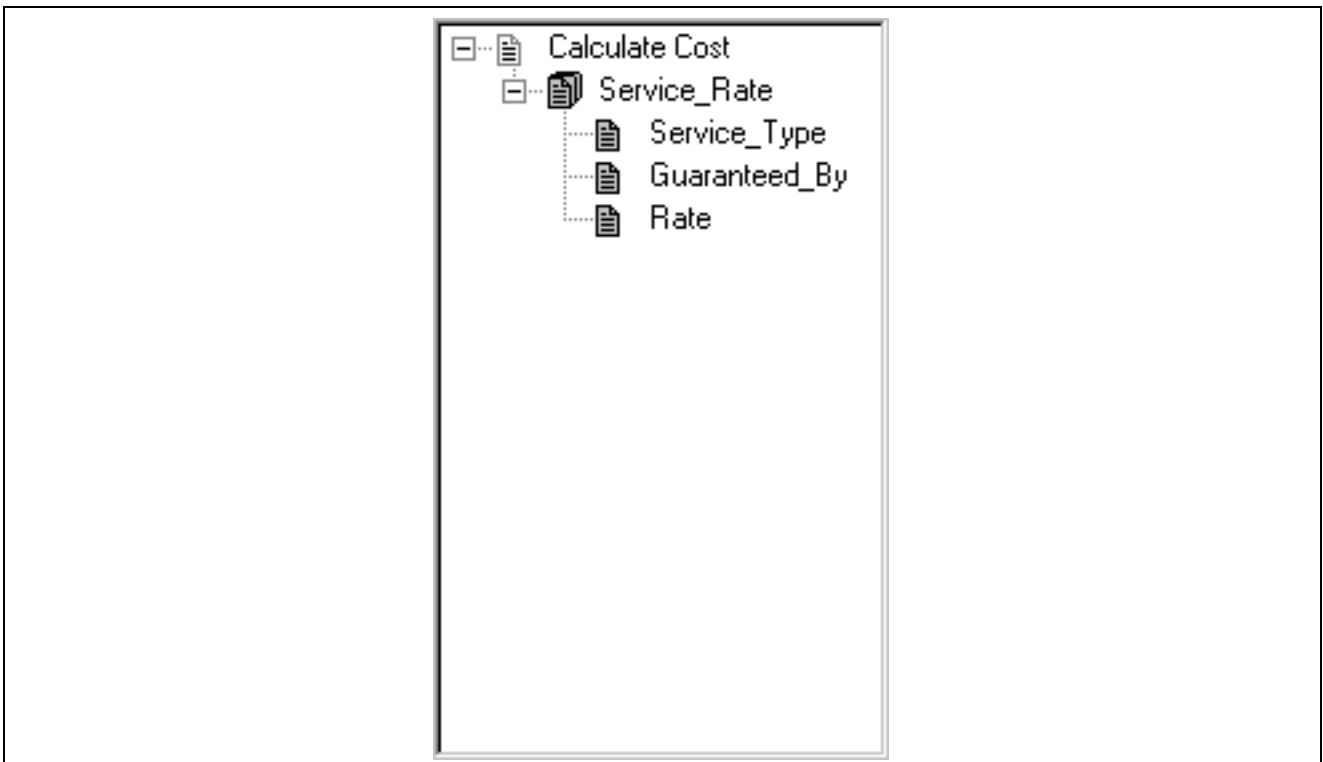 Calculate Cost
Service_Rate
Service_Type
Guaranteed_By
Rate